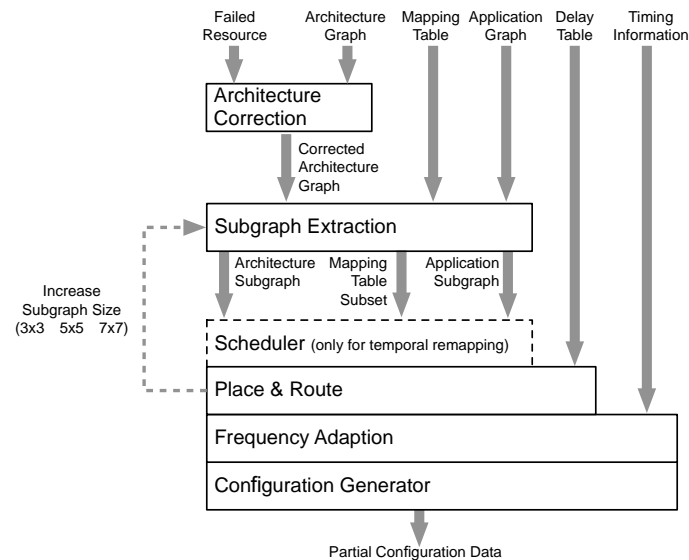 Failed Resource
Architecture Graph
Mapping Table
Application Graph
Delay Table
Timing Information
Architecture
Correction
Corrected
Architecture
Graph
Subgraph Extraction
Architecture
Subgraph
Mapping
Table
Subset
Application
Subgraph
Increase
Subgraph Size
(3x3 5x5 7x7)
Scheduler (only for temporal remapping)
Place & Route
Frequency Adaption
Configuration Generator
Partial Configuration Data